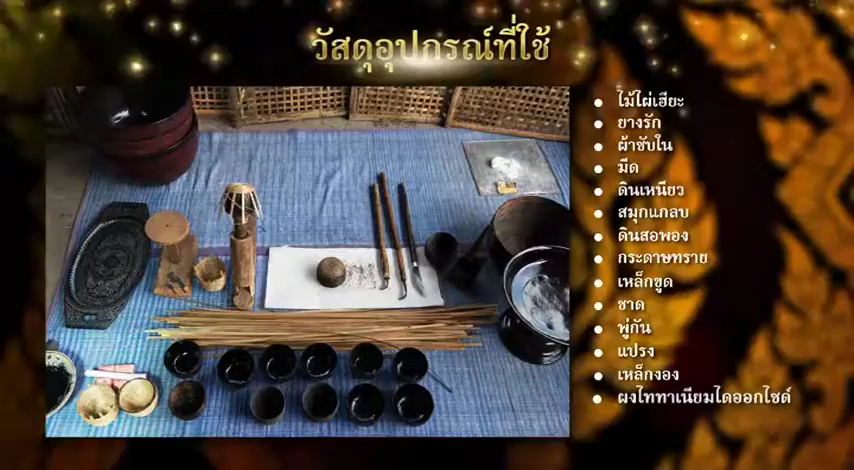 วัสดุอุปกรณ์ที่ใช้
ไม้ไผ่เฮียะ
ยางรัก
ผ้าซับใน
มีด
ดินเหนียว
สมุกแกลบ
ดินสอพอง
กระดาษทราย
เหล็กขูด
ชาด
พู่กัน
แปรง
เหล็กงอง
ผงไททาเนียมไดออกไซด์